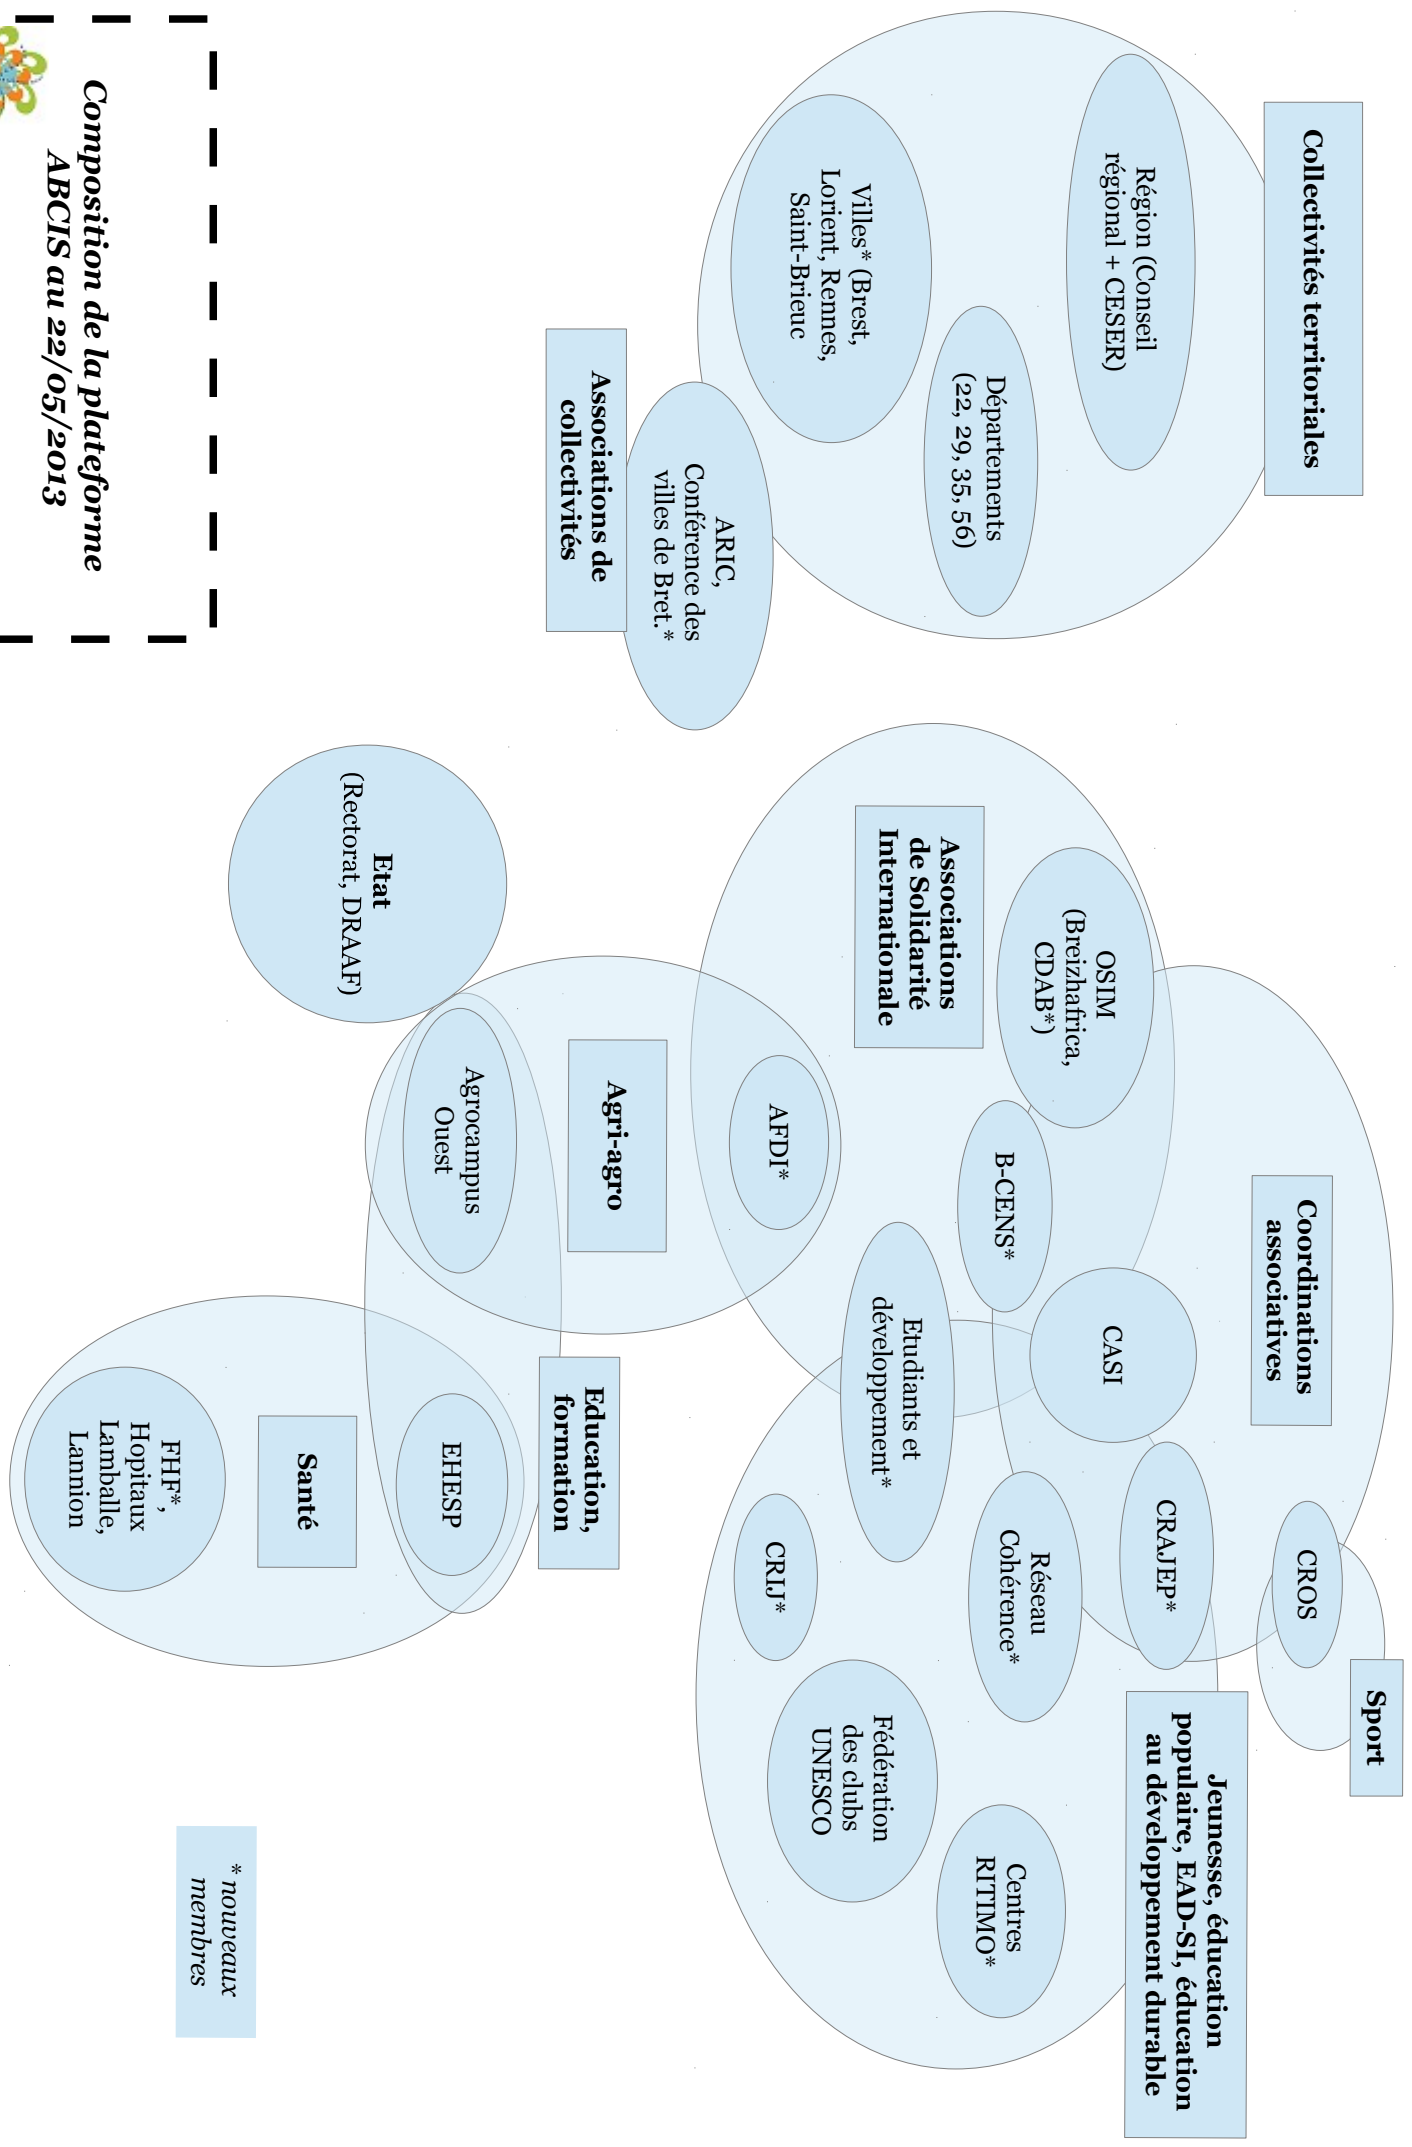 Collectivités territoriales
Région (Conseil
régional + CESER)
Départements
(22, 29, 35, 56)
Villes* (Brest,
Lorient, Rennes,
Saint-Brieuc
ARIC,
Conférence des
villes de Bret.*
Associations de
collectivités
Coordinations
associatives
Sport
CROS
CRAJEP*
CASI
OSIM
(Breizhafrica,
CDAB*)
B-CENS*
Associations
de Solidarité
Internationale
Etudiants et
développement*
Réseau
Cohérence*
Jeunesse, éducation
populaire, EAD-SI, éducation
au développement durable
Centres
RITIMO*
Fédération
des clubs
UNESCO
CRIJ*
AFDI*
Agri-agro
Agrocampus
Ouest
Etat
(Rectorat, DRAAF)
Education,
formation
EHESP
Santé
FHF*,
Hopitaux
Lamballe,
Lannion
* nouveaux
membres
Composition de la plateforme
ABCIS au 22/05/2013